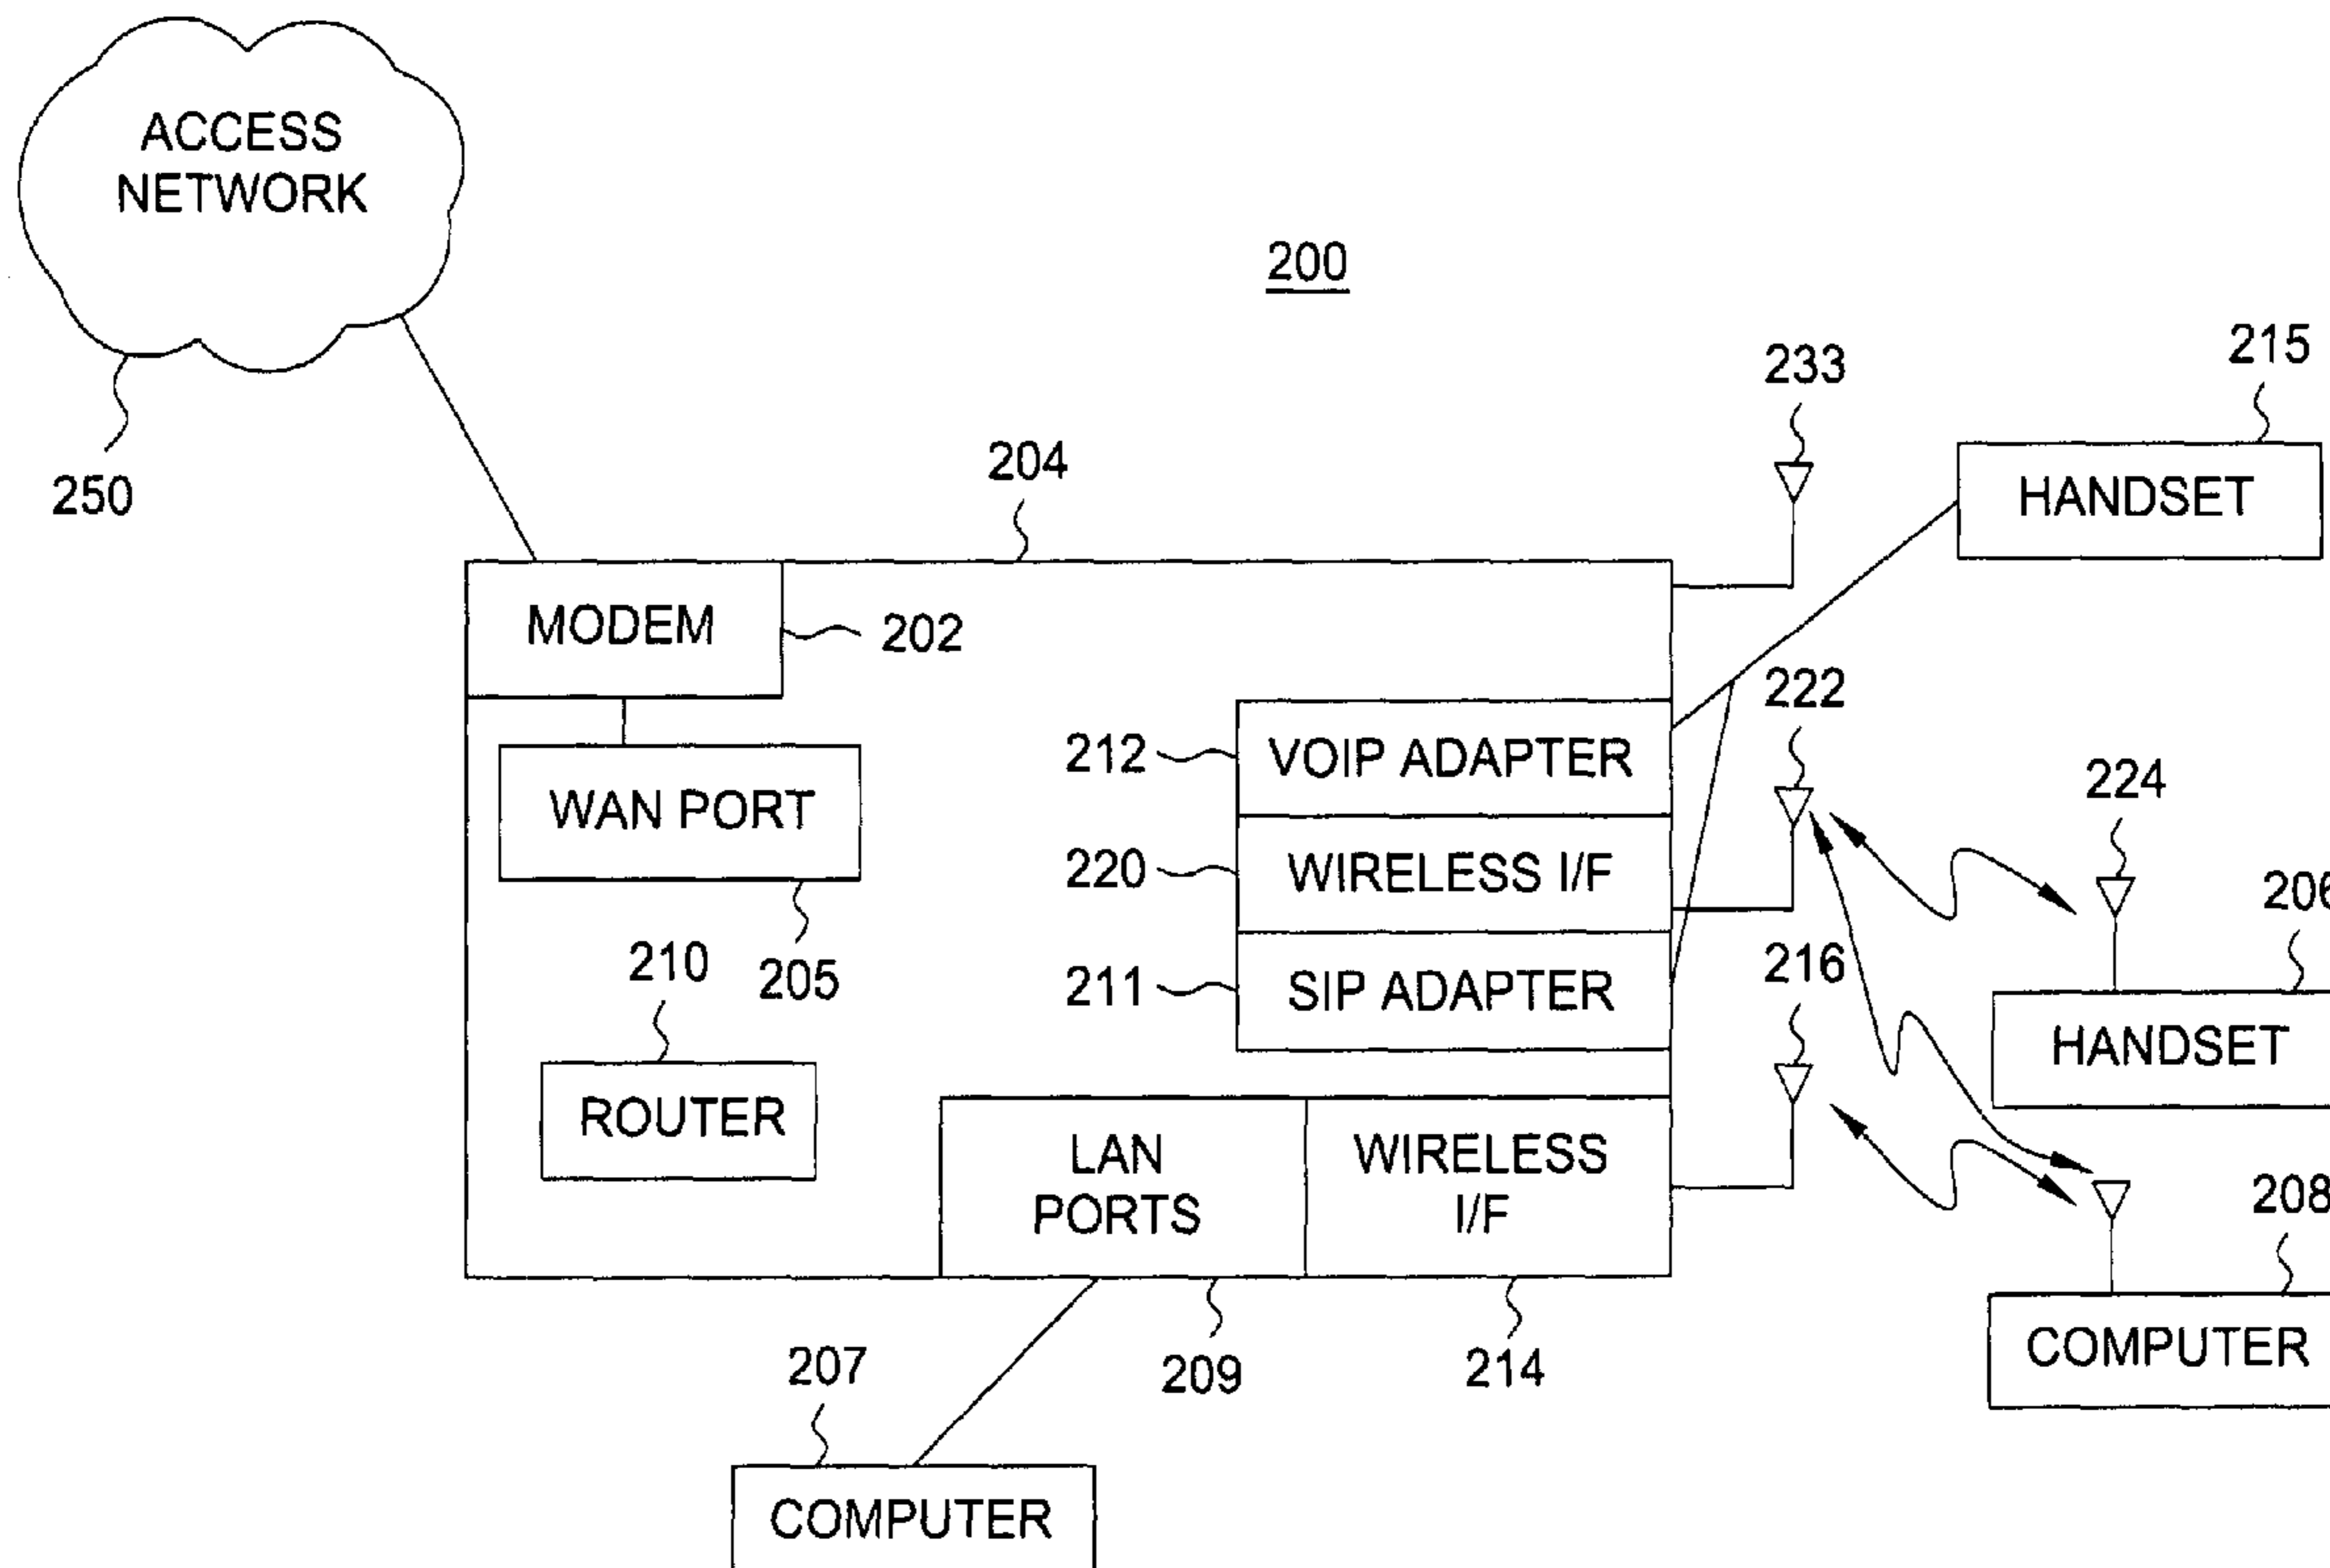 ACCESS
NETWORK
200
215
233
204
250
HANDSET
MODEM
202
222
212
VOIP ADAPTER
224
WAN PORT
220
WIRELESS I/F
206
210
216
205
211
SIP ADAPTER
HANDSET
ROUTER
LAN
PORTS
WIRELESS
I/F
208
COMPUTER
207
209
214
COMPUTER